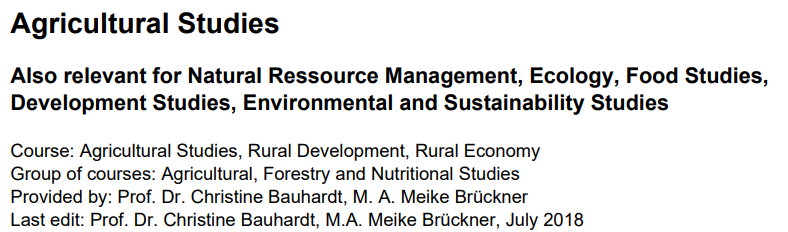 Agricultural Studies
Also relevant for Natural Ressource Management, Ecology, Food Studies,
Development Studies, Environmental and Sustainability Studies
Course: Agricultural Studies, Rural Development, Rural Economy
Group of courses: Agricultural, Forestry and Nutritional Studies
Provided by: Prof. Dr. Christine Bauhardt, M. A. Meike Brückner
Last edit: Prof. Dr. Christine Bauhardt, M.A. Meike Brückner, July 2018